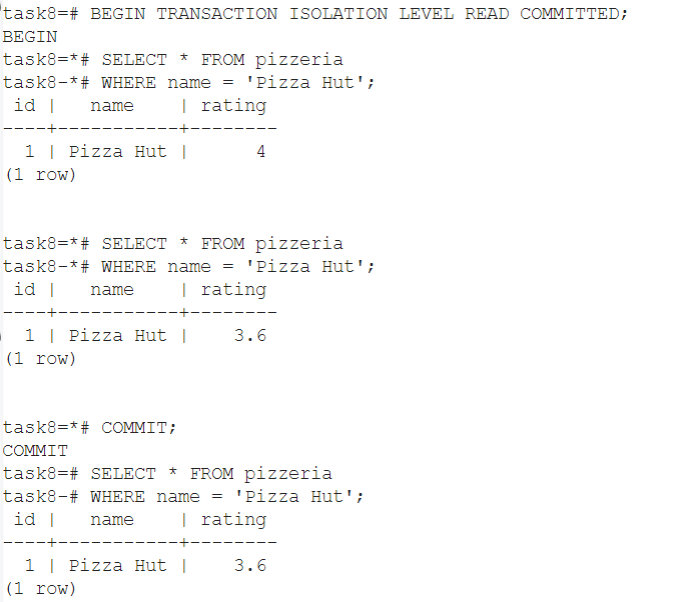 task8=# BEGIN TRANSACTION ISOLATION LEVEL READ COMMITTED;
BEGIN
task8=*# SELECT * FROM pizzeria
task8-*# WHERE name = 'Pizza Hut';
 id |   name    | rating
----+-----------+--------
  1 | Pizza Hut |      4
(1 row)
task8=*# SELECT * FROM pizzeria
task8-*# WHERE name = 'Pizza Hut';
 id |   name    | rating
----+-----------+--------
  1 | Pizza Hut |    3.6
(1 row)
task8=*# COMMIT;
COMMIT
task8=# SELECT * FROM pizzeria
task8-# WHERE name = 'Pizza Hut';
 id |   name    | rating
----+-----------+--------
  1 | Pizza Hut |    3.6
(1 row)